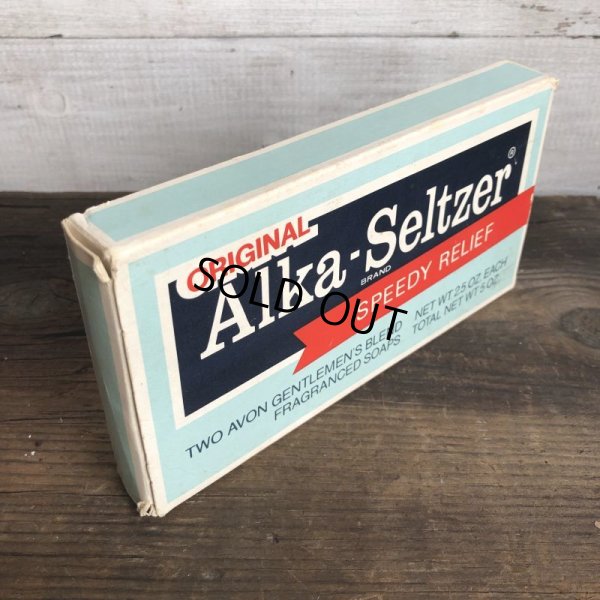 ORIGINAL
Alka-Seltzer®
BRAND
SPEEDY RELIEF
TWO AVON GENTLEMEN'S BLEND
FRAGRANCED SOAPS
NET WT. 2.5 OZ. EACH
TOTAL NET WT. 5 OZ.
SOLD OUT